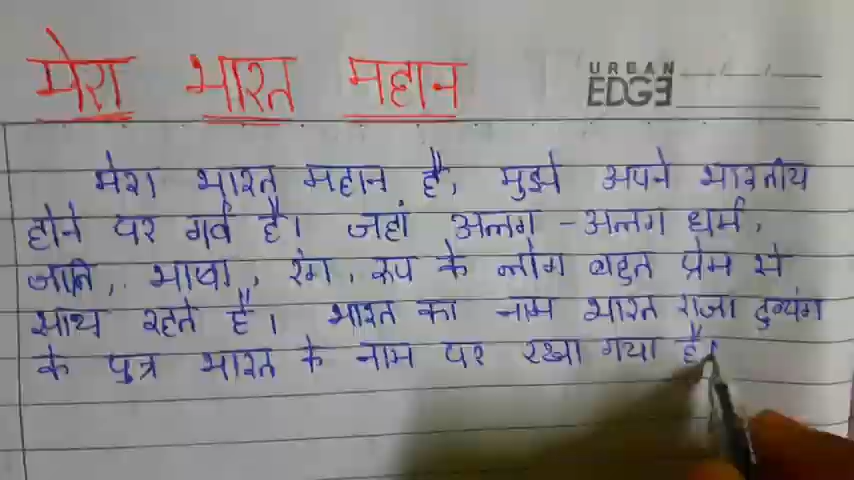 मेरा भारत महान
URBAN
EDGE
मेरा भारत महान है, मुझे अपने भारतीय
होने पर गर्व है। जहां अलग - अलग धर्म,
जाति, भाषा, रंग, रूप के लोग बहुत प्रेम से
साथ रहते है। भारत का नाम भारत राजा दुष्यंत
के पुत्र भारत के नाम पर रखा गया है।